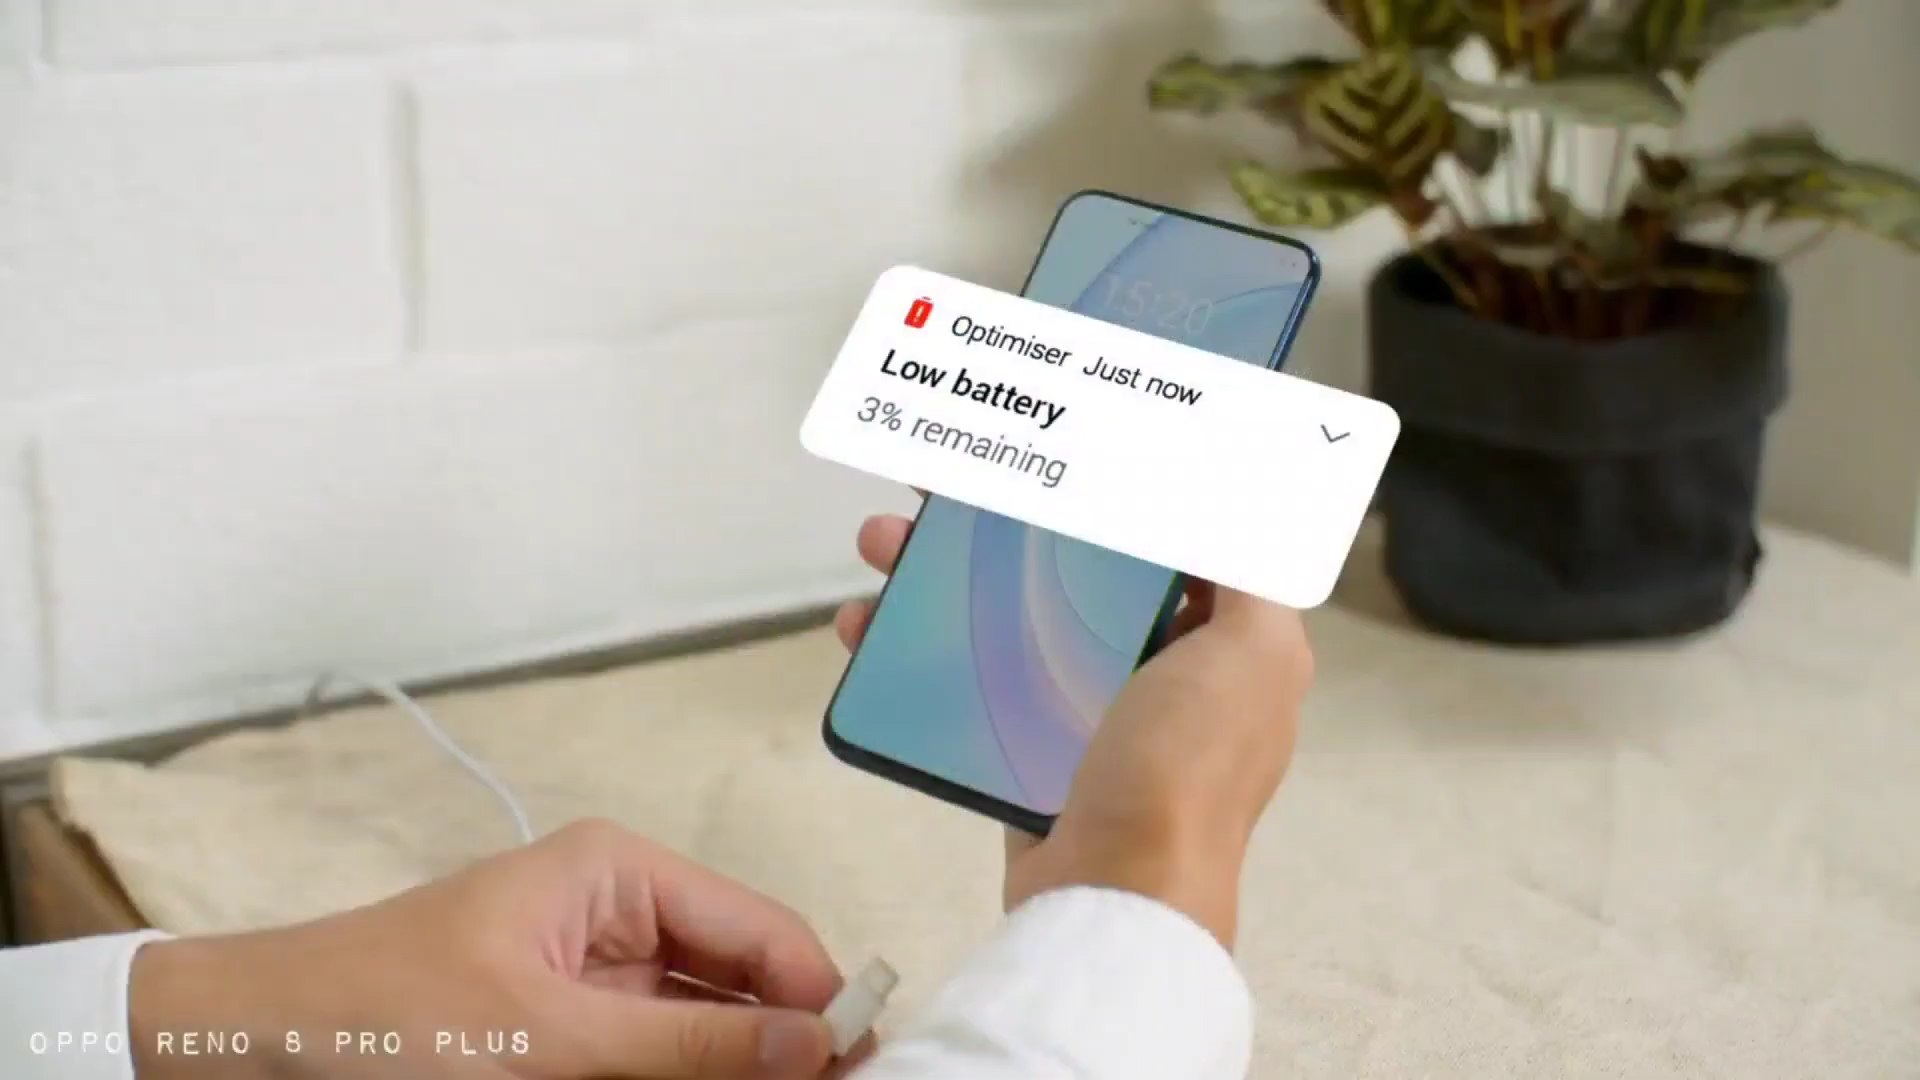 15:20
Optimiser Just now
Low battery
3% remaining
OPPO RENO 8 PRO PLUS